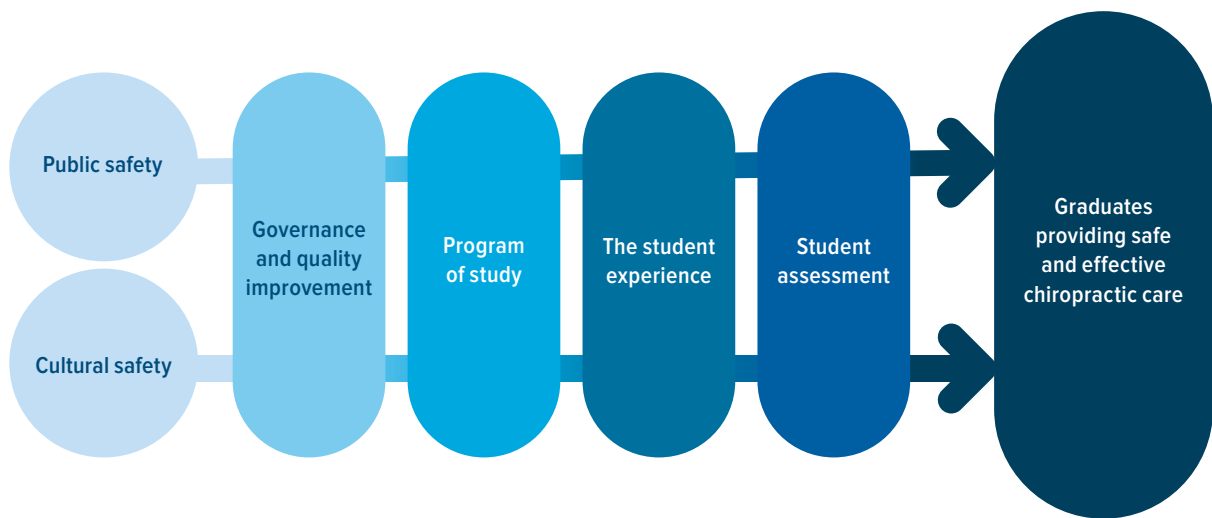 Public safety
Cultural safety
Governance
and quality
improvement
Program
of study
The student
experience
Student
assessment
Graduates
providing safe
and effective
chiropractic care